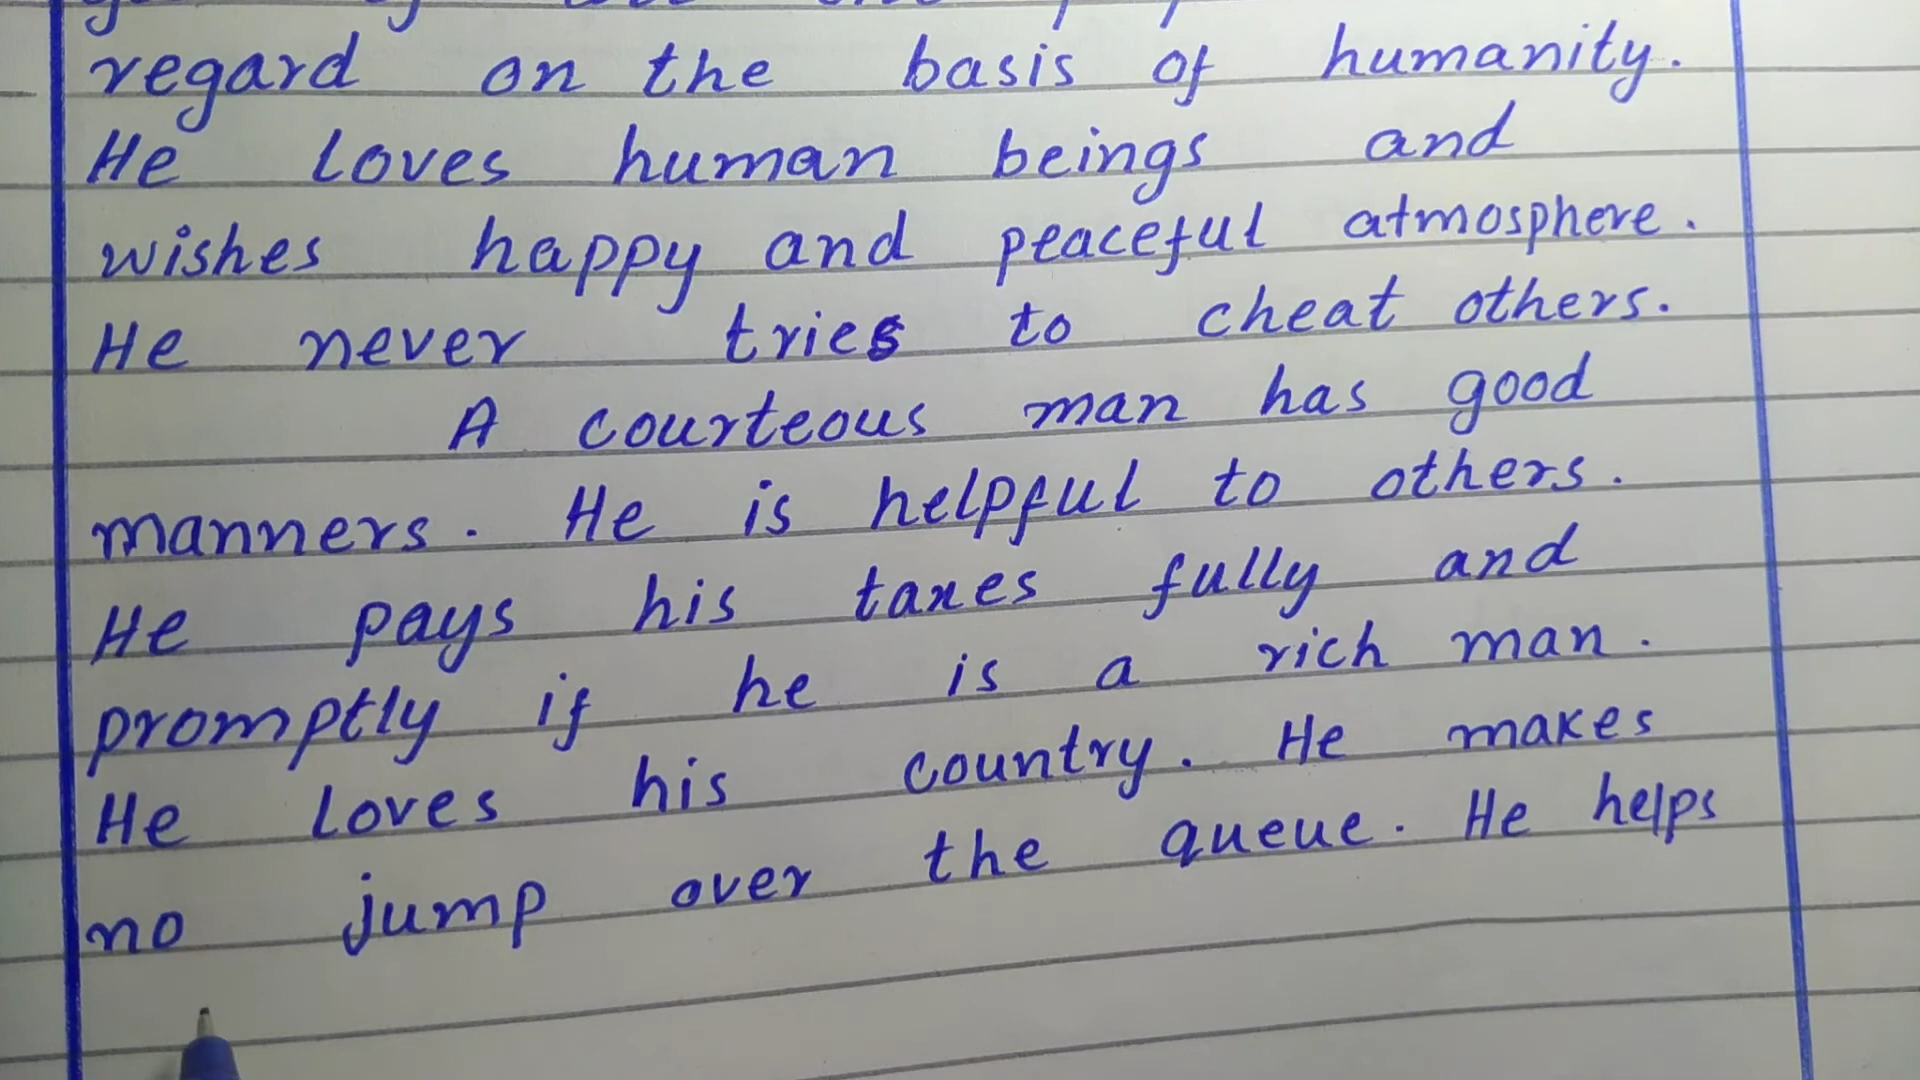 regard on the basis of humanity.
He loves human beings and
wishes happy and peaceful atmosphere.
He never tries to cheat others.
A courteous man has good
manners. He is helpful to others.
He pays his taxes fully and
promptly if he is a rich man.
He loves his country. He makes
no jump over the queue. He helps